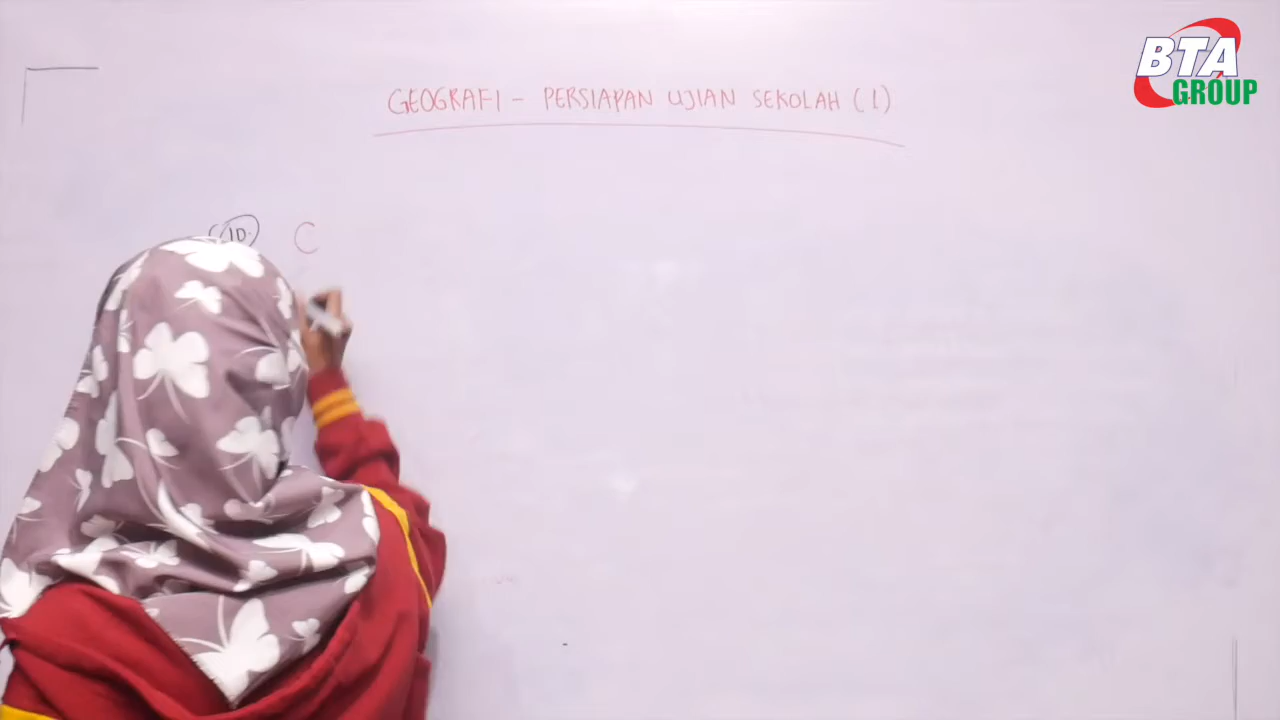 GEOGRAFI - PERSIAPAN UJIAN SEKOLAH (1)
BTA
GROUP
10. C